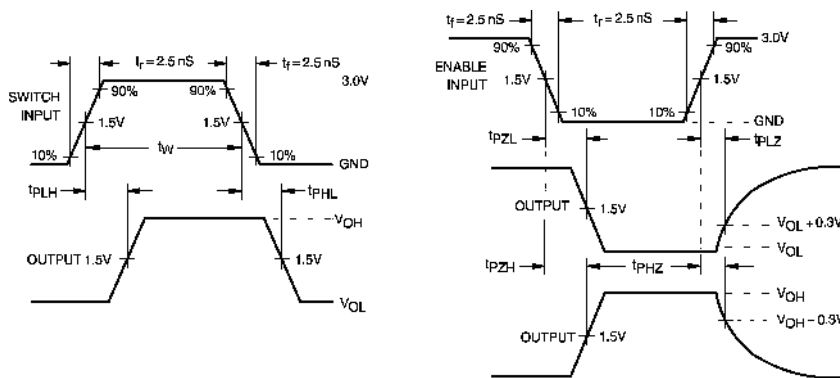 tr = 2.5 nS
tf = 2.5 nS
3.0V
SWITCH
INPUT
90%
90%
1.5V
1.5V
tW
10%
10%
GND
tPLH
tPHL
VOH
OUTPUT
1.5V
1.5V
VOL
tf = 2.5 nS
tr = 2.5 nS
3.0V
90%
90%
ENABLE
INPUT
1.5V
1.5V
10%
10%
GND
tPZL
tPLZ
OUTPUT
1.5V
VOL + 0.3V
VOL
tPZH
tPHZ
VOH
VOH – 0.3V
OUTPUT
1.5V